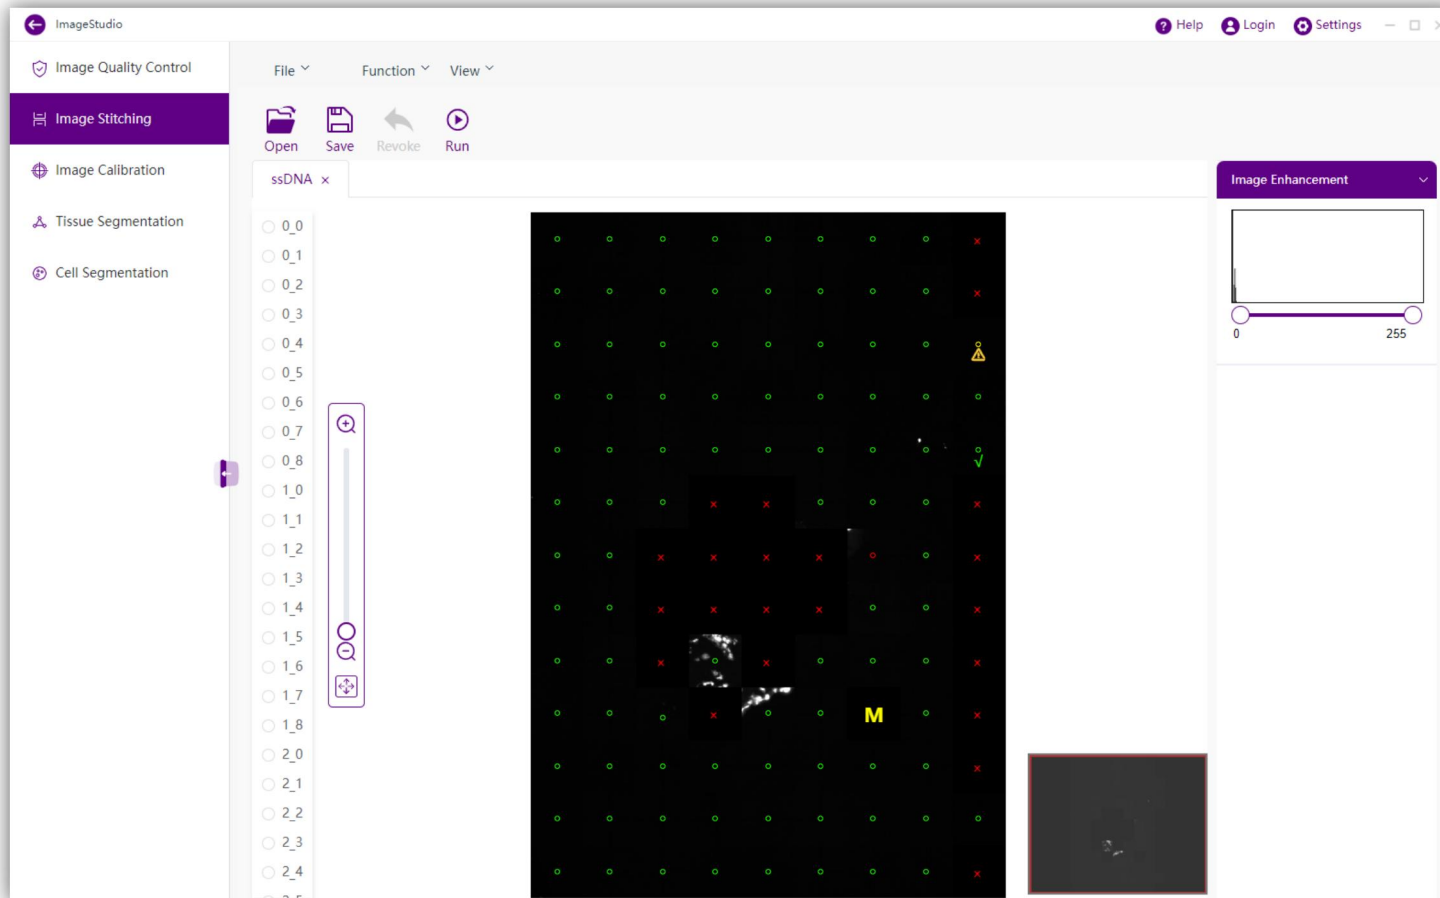 ImageStudio
Help Login Settings
Image Quality Control
Image Stitching
Image Calibration
Tissue Segmentation
Cell Segmentation
File Function View
Open Save Revoke Run
ssDNA ×
0_0
0_1
0_2
0_3
0_4
0_5
0_6
0_7
0_8
1_0
1_1
1_2
1_3
1_4
1_5
1_6
1_7
1_8
2_0
2_1
2_2
2_3
2_4
M
Image Enhancement
0 255